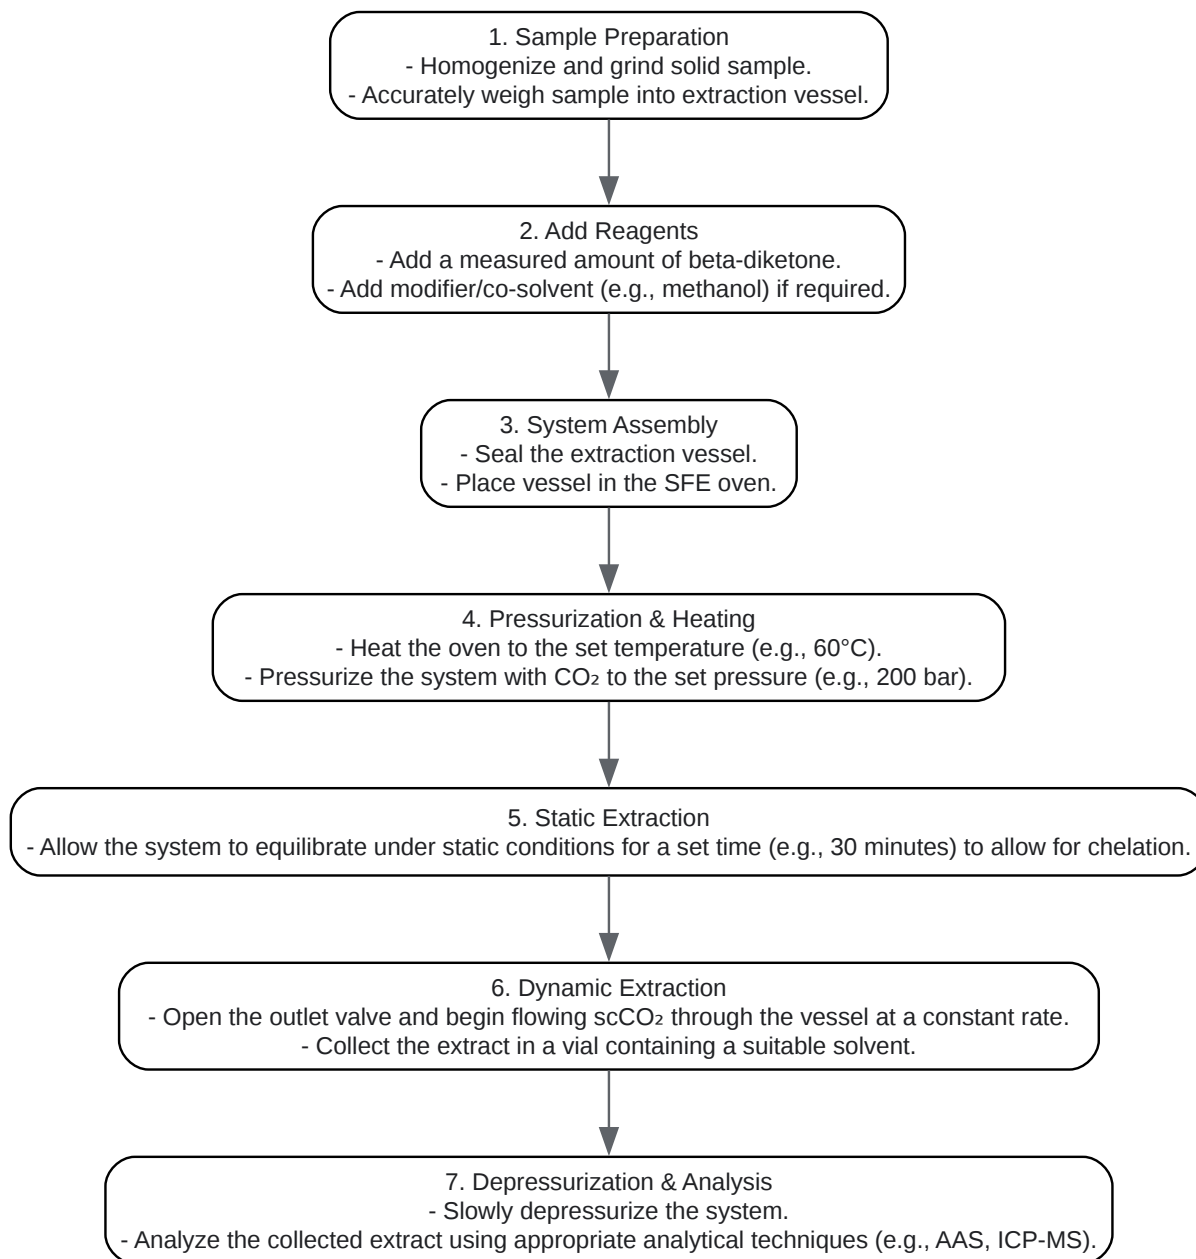 1. Sample Preparation
- Homogenize and grind solid sample.
- Accurately weigh sample into extraction vessel.
2. Add Reagents
- Add a measured amount of beta-diketone.
- Add modifier/co-solvent (e.g., methanol) if required.
3. System Assembly
- Seal the extraction vessel.
- Place vessel in the SFE oven.
4. Pressurization & Heating
- Heat the oven to the set temperature (e.g., 60°C).
- Pressurize the system with CO₂ to the set pressure (e.g., 200 bar).
5. Static Extraction
- Allow the system to equilibrate under static conditions for a set time (e.g., 30 minutes) to allow for chelation.
6. Dynamic Extraction
- Open the outlet valve and begin flowing scCO₂ through the vessel at a constant rate.
- Collect the extract in a vial containing a suitable solvent.
7. Depressurization & Analysis
- Slowly depressurize the system.
- Analyze the collected extract using appropriate analytical techniques (e.g., AAS, ICP-MS).